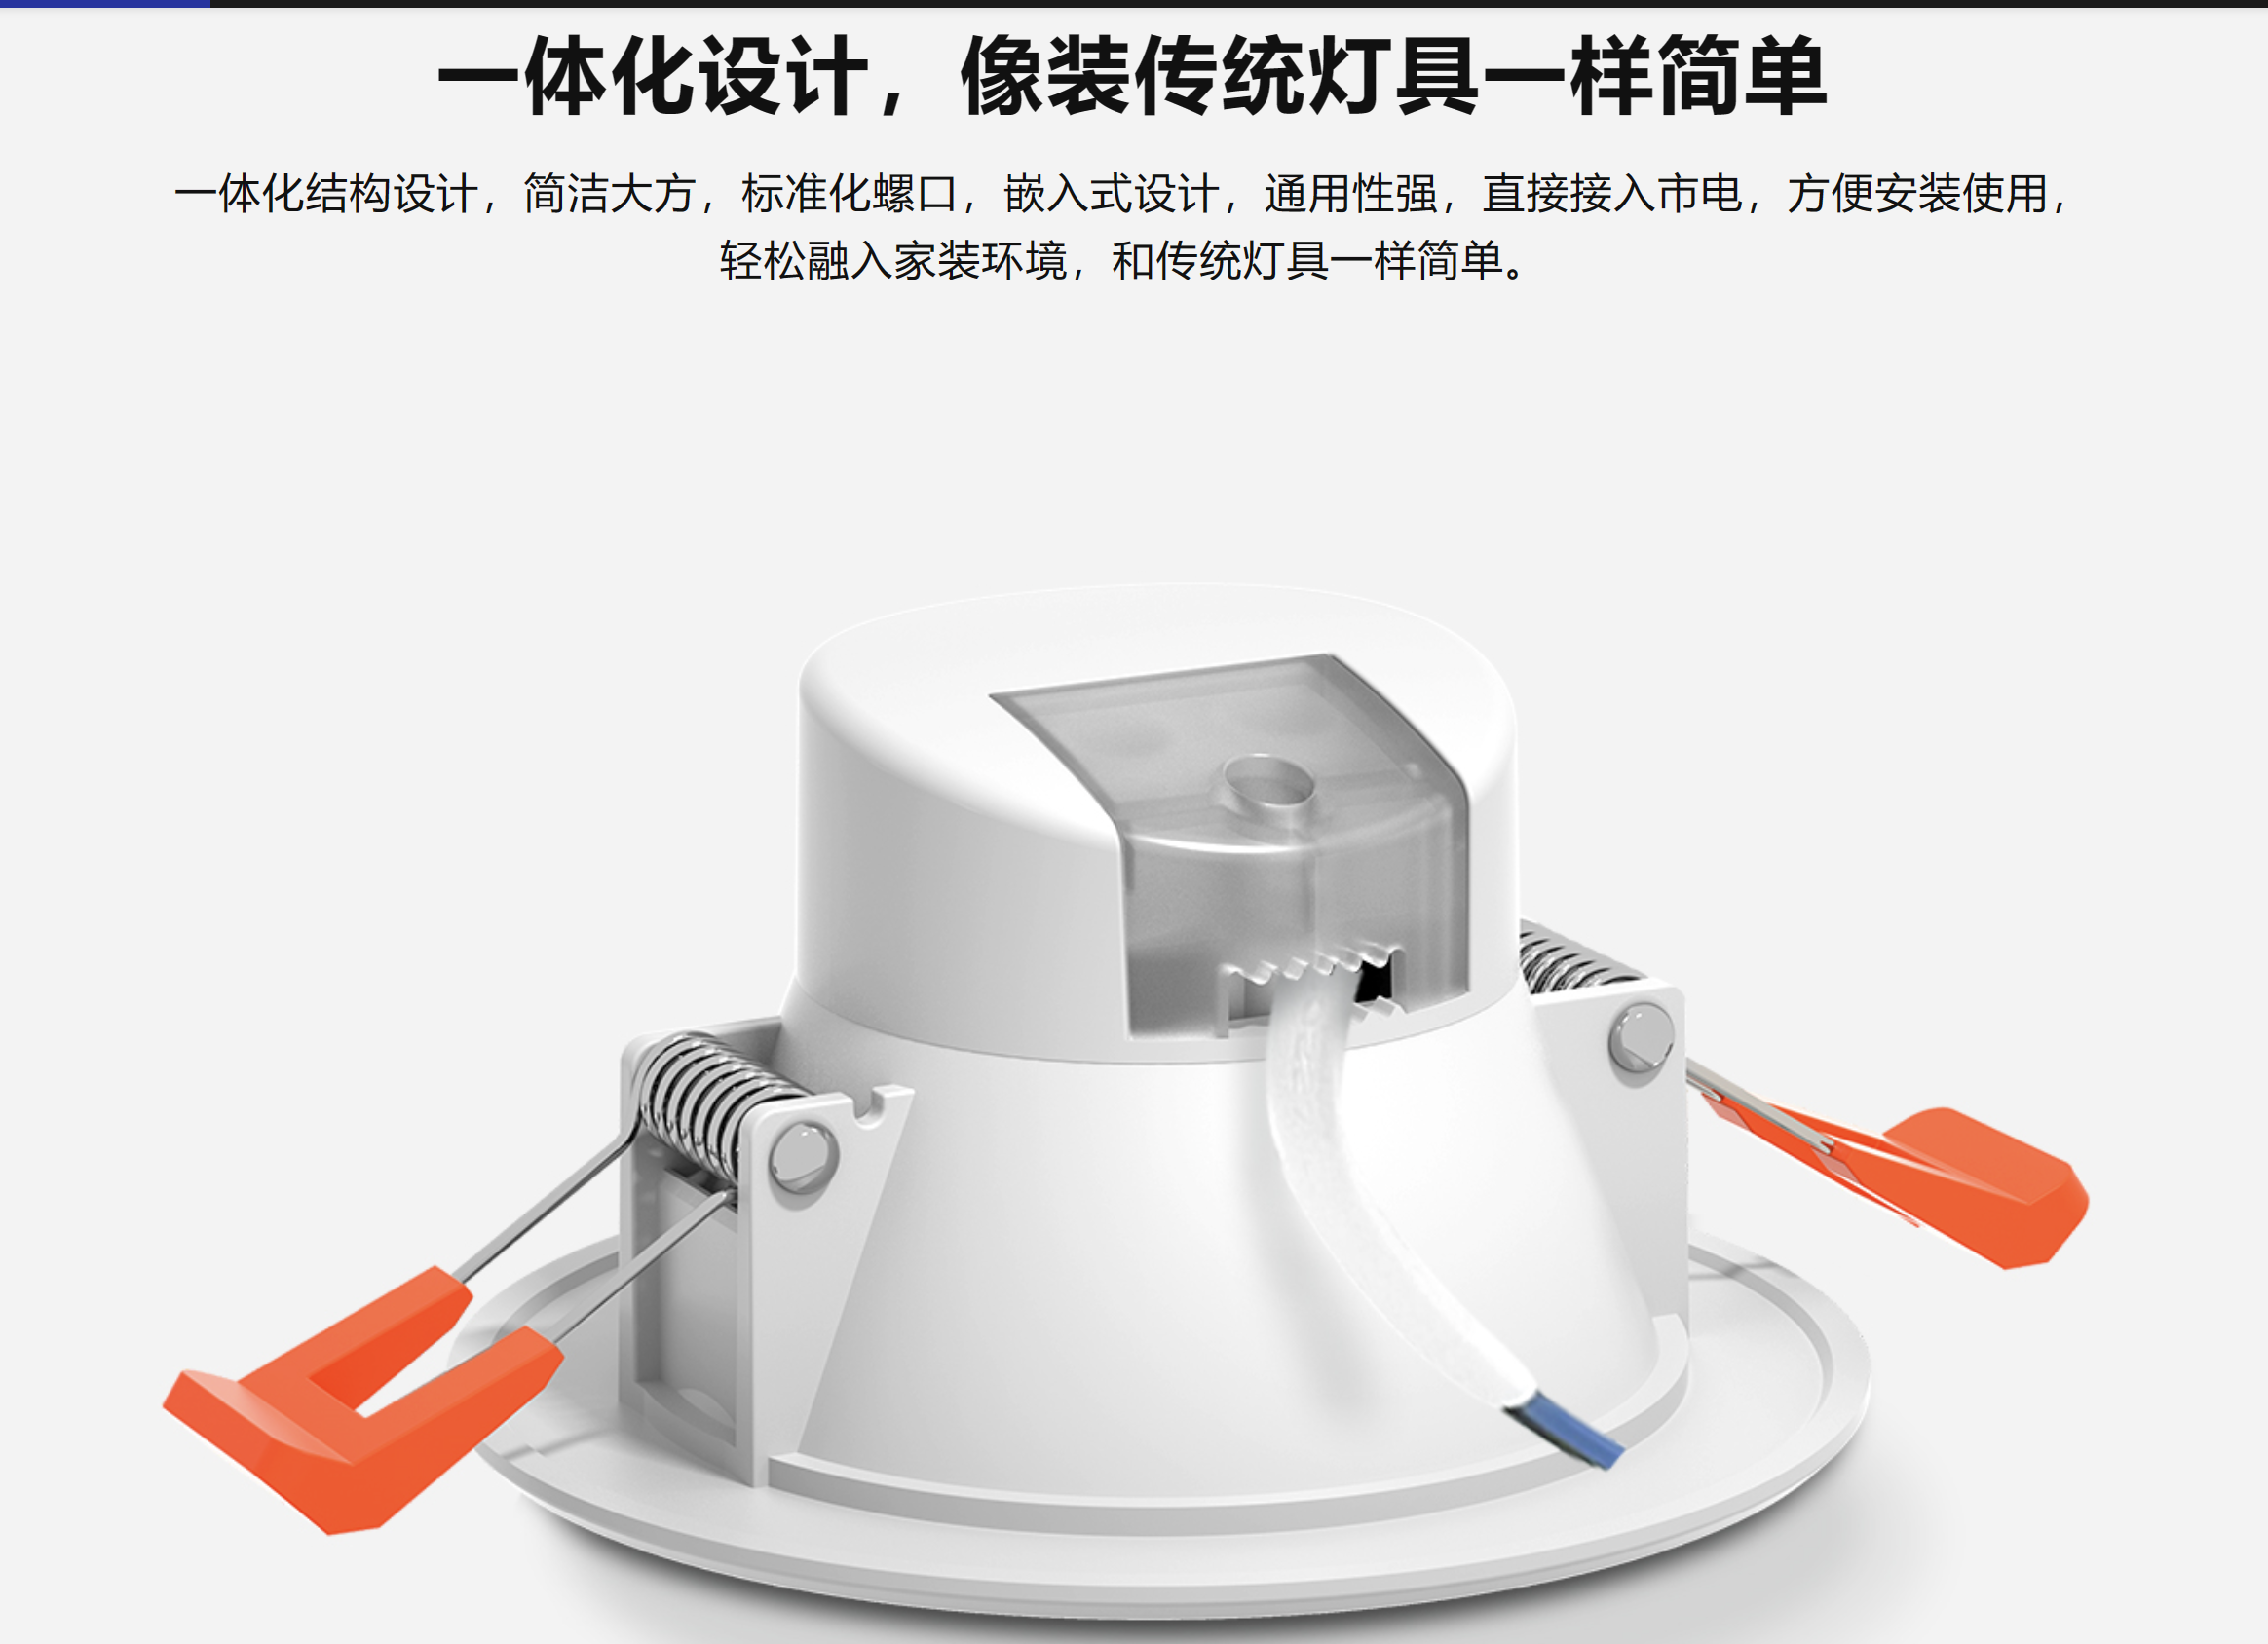 一体化设计，像装传统灯具一样简单
一体化结构设计，简洁大方，标准化螺口，嵌入式设计，通用性强，直接接入市电，方便安装使用，
轻松融入家装环境，和传统灯具一样简单。